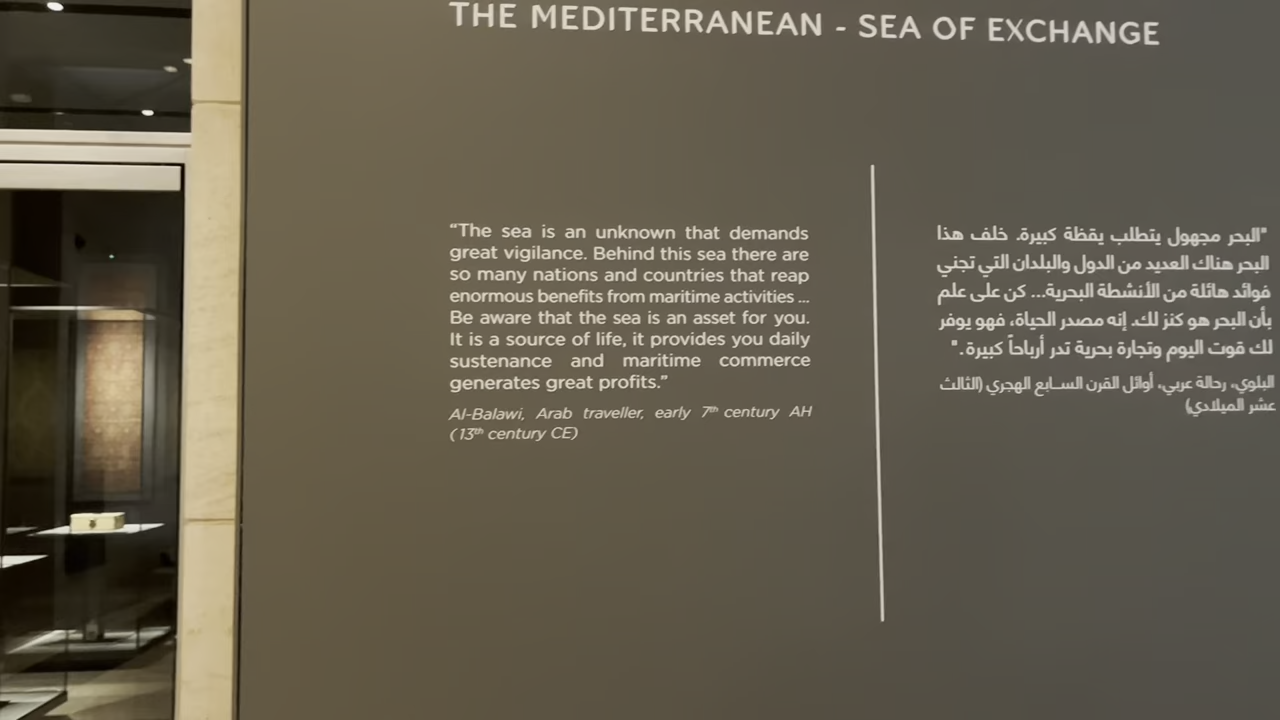 THE MEDITERRANEAN - SEA OF EXCHANGE
“The sea is an unknown that demands
great vigilance. Behind this sea there are
so many nations and countries that reap
enormous benefits from maritime activities ...
Be aware that the sea is an asset for you.
It is a source of life, it provides you daily
sustenance and maritime commerce
generates great profits.”
Al-Balawi, Arab traveller, early 7th century AH
(13th century CE)
"البحر مجهول يتطلب يقظة كبيرة. خلف هذا
البحر هناك العديد من الدول والبلدان التي تجني
فوائد هائلة من الأنشطة البحرية... كن على علم
بأن البحر هو كنز لك. إنه مصدر الحياة، فهو يوفر
لك قوت اليوم وتجارة بحرية تدر أرباحاً كبيرة."
البلوي، رحالة عربي، أوائل القرن السـابع الهجري (الثالث
عشر الميلادي)